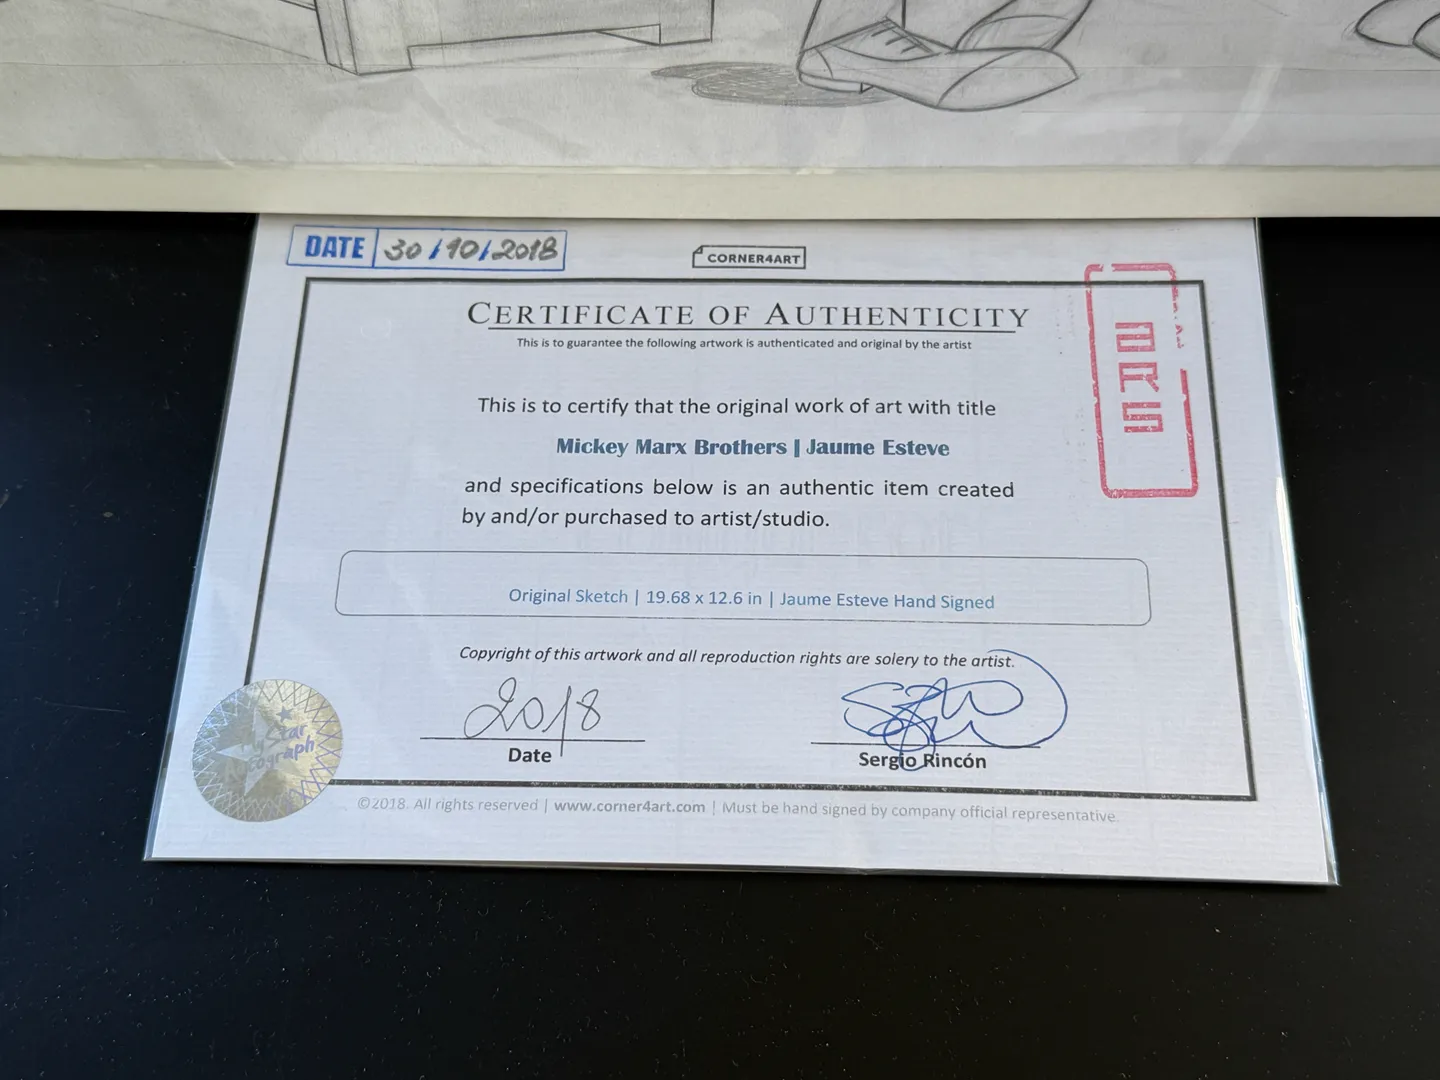 DATE 30/10/2018
CORNER4ART
CERTIFICATE OF AUTHENTICITY
This is to guarantee the following artwork is authenticated and original by the artist
This is to certify that the original work of art with title
Mickey Marx Brothers | Jaume Esteve
and specifications below is an authentic item created
by and/or purchased to artist/studio.
Original Sketch | 19.68 x 12.6 in | Jaume Esteve Hand Signed
Copyright of this artwork and all reproduction rights are solery to the artist.
2018
Date
Sergio Rincón
©2018. All rights reserved | www.corner4art.com | Must be hand signed by company official representative.
Star